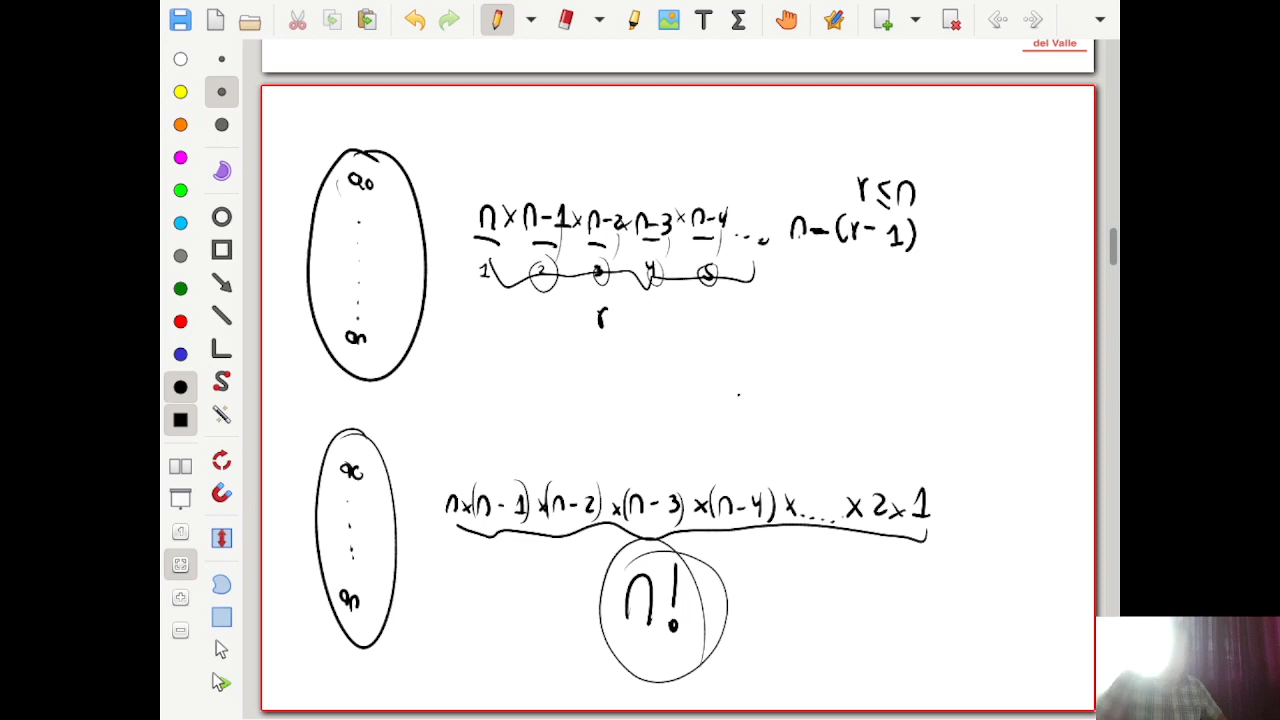 del Valle
a₀
n × n-1 × n-2 × n-3 × n-4 ....
r ≤ n
n-(r-1)
1 2 3 4 5
r
an
n×(n-1)×(n-2)×(n-3)×(n-4)×.....×2×1
an
n!